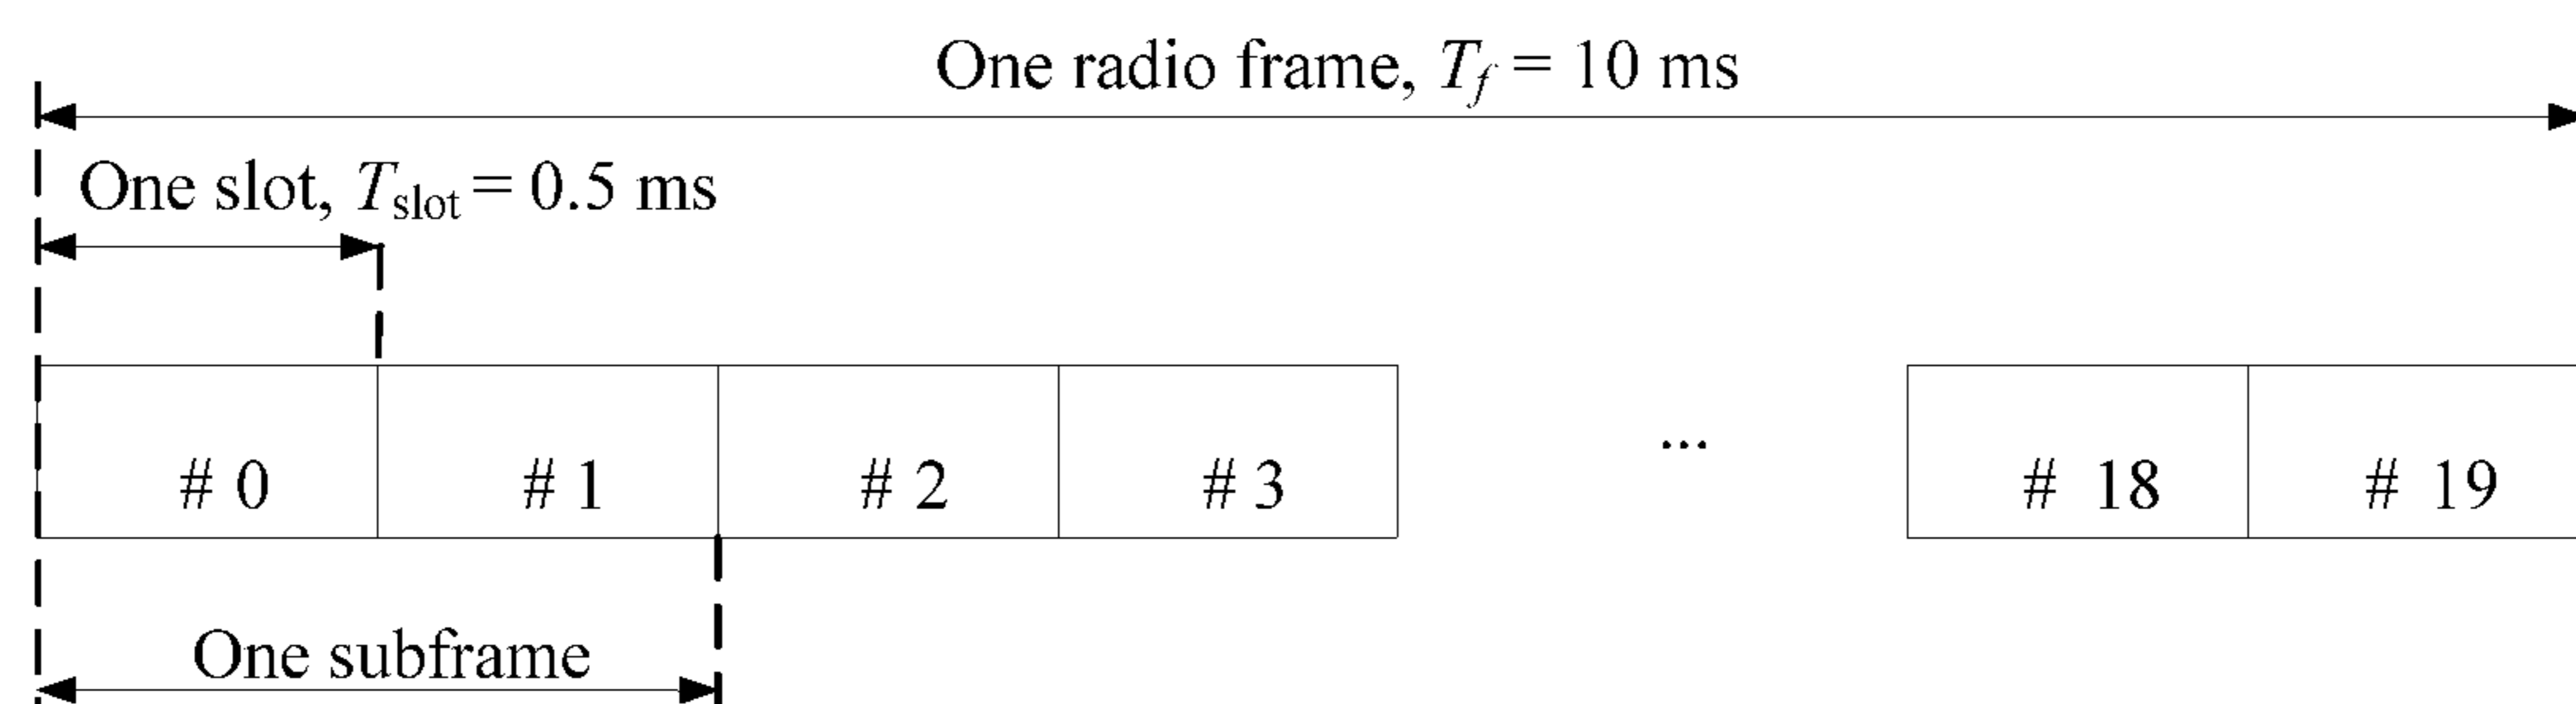 One radio frame, T_f = 10 ms
One slot, T_slot = 0.5 ms
# 0 # 1 # 2 # 3 ... # 18 # 19
One subframe